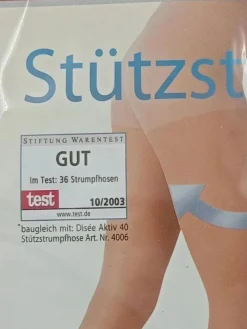 Stützst
STIFTUNG WARENTEST
GUT
Im Test: 36 Strumpfhosen
test 10/2003
www.test.de
*baugleich mit: Disée Aktiv 40
Stützstrumpfhose Art. Nr. 4006